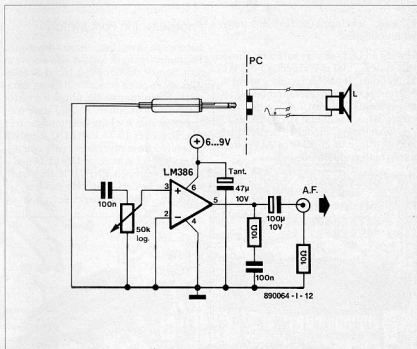 PC
L
6...9V
LM386
Tant.
47μ
10V
A.F.
3
+
6
5
100n
2
−
4
50k
log.
100μ
10V
10Ω
10Ω
100n
890064 - I - 12